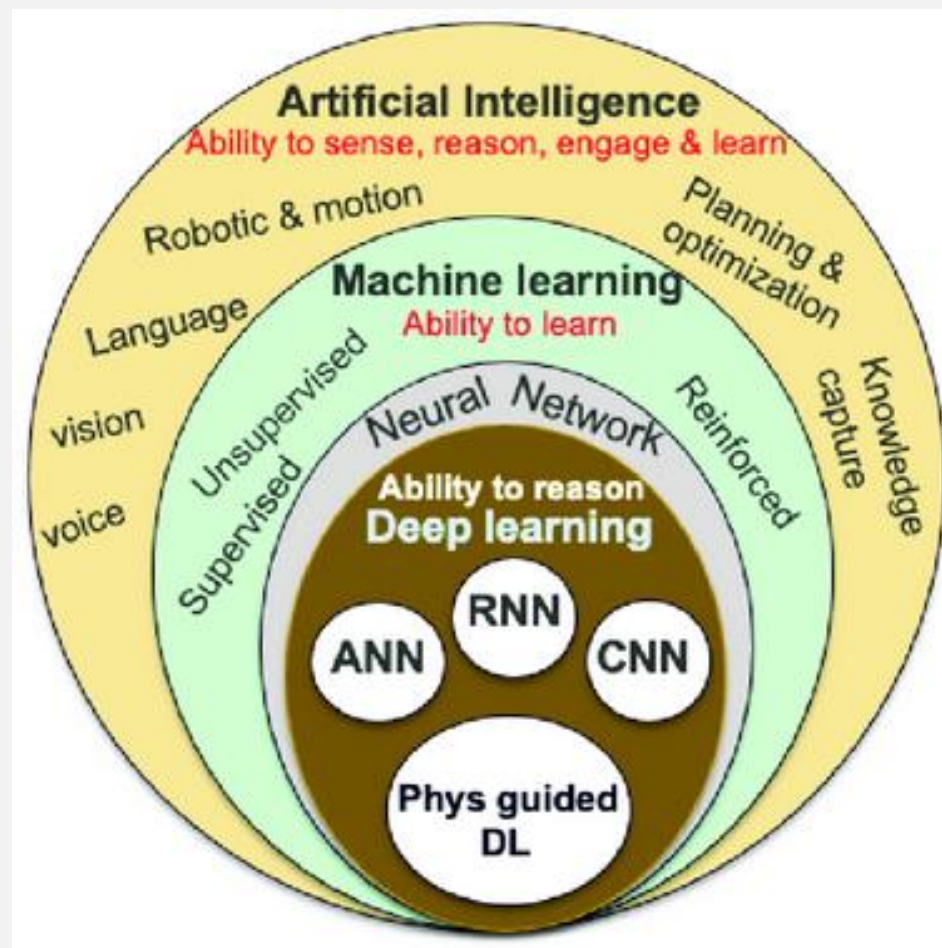 Artificial Intelligence
Ability to sense, reason, engage & learn
Robotic & motion
Planning &
optimization
Language
vision
voice
Knowledge
capture
Machine learning
Ability to learn
Unsupervised
Supervised
Reinforced
Neural Network
Ability to reason
Deep learning
ANN
RNN
CNN
Phys guided
DL